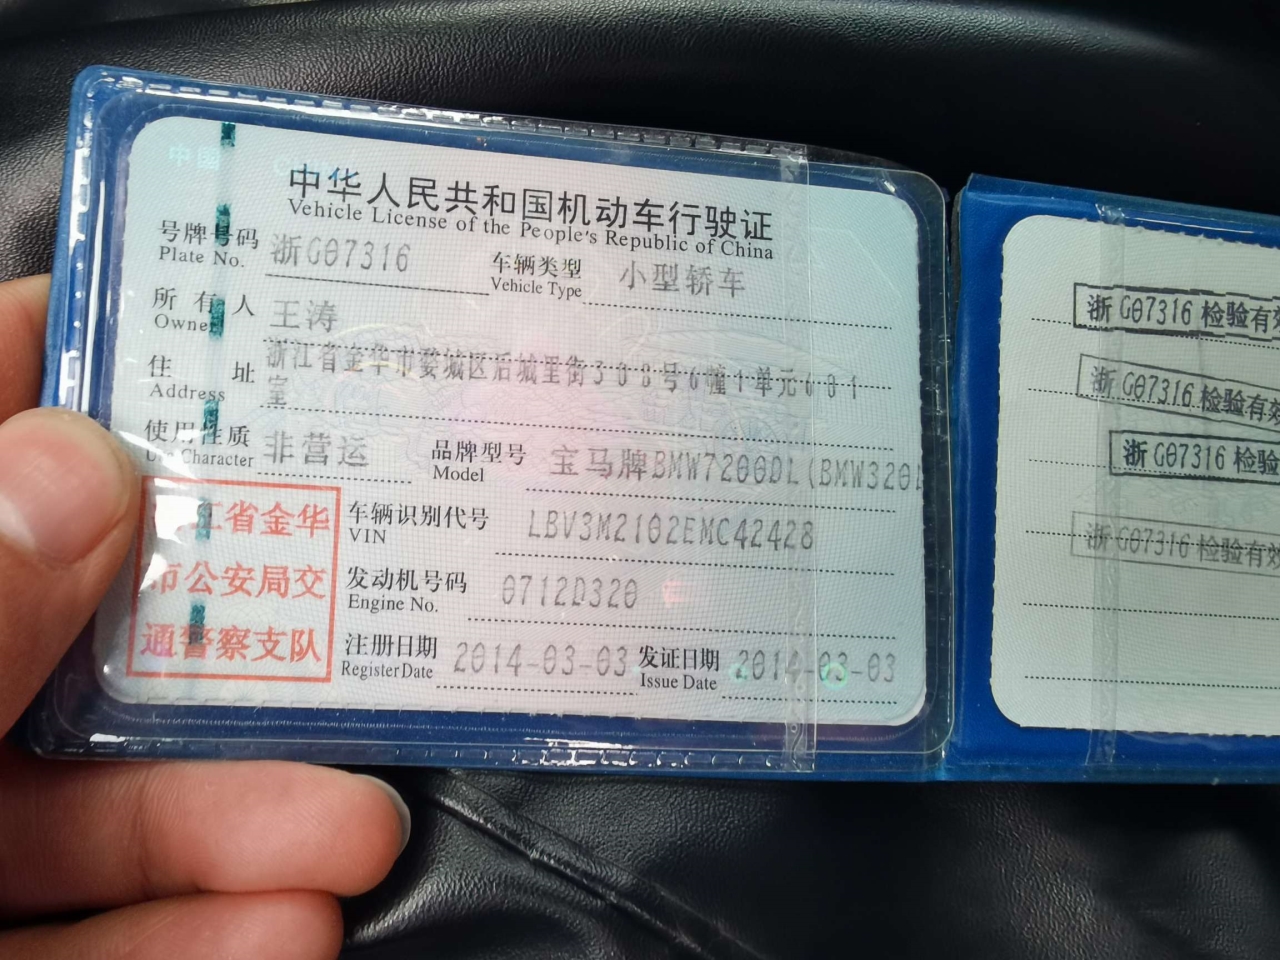 中国 CHINA
中华人民共和国机动车行驶证
Vehicle License of the People's Republic of China
号牌号码 浙G07316 车辆类型 小型轿车
Plate No. Vehicle Type
所有人 王涛
Owner
住址 浙江省金华市婺城区后城里街308号6幢1单元601
Address 室
使用性质 非营运 品牌型号 宝马牌BMW7200DL(BMW320L
Use Character Model
江省金华
市公安局交
通警察支队
车辆识别代号 LBV3M2102EMC42428
VIN
发动机号码 0712D320
Engine No.
注册日期 2014-03-03 发证日期 2014-03-03
Register Date Issue Date
浙G07316检验有效
浙G07316检验有效
浙G07316检验
浙G07316检验有效